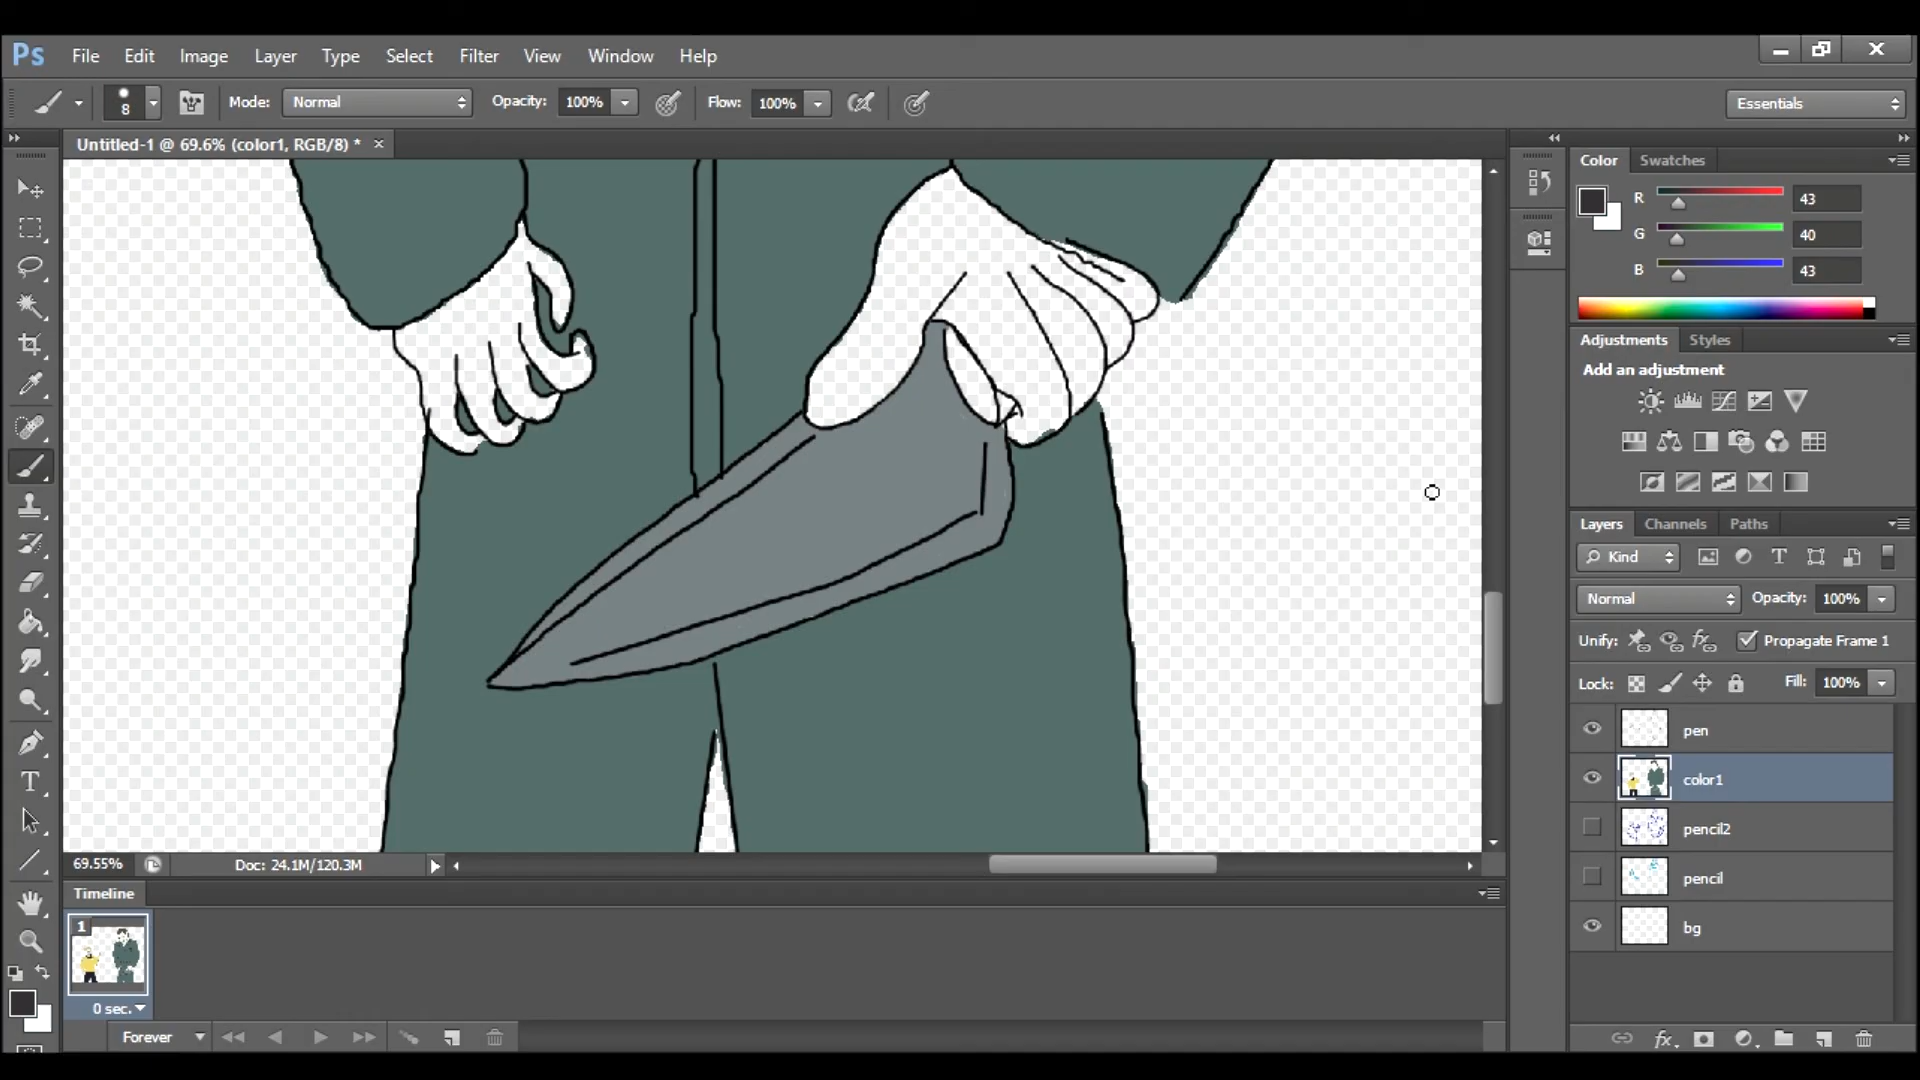 Ps File Edit Image Layer Type Select Filter View Window Help
8 Mode: Normal Opacity: 100% Flow: 100% Essentials
Untitled-1 @ 69.6% (color1, RGB/8) * ×
Color Swatches
R 43
G 40
B 43
Adjustments Styles
Add an adjustment
Layers Channels Paths
Kind T
Normal Opacity: 100%
Unify: Propagate Frame 1
Lock: Fill: 100%
pen
color1
pencil2
pencil
bg
fx
69.55% Doc: 24.1M/120.3M
Timeline
1
0 sec.
Forever